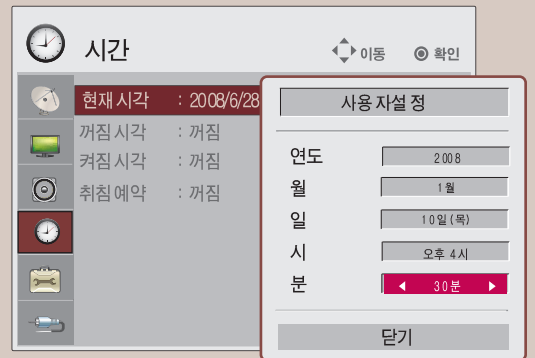 시간
이동 확인
현재 시각 : 2008/6/28
꺼짐 시각 : 꺼짐
켜짐 시각 : 꺼짐
취침 예약 : 꺼짐
사용자설정
연도 2008
월 1월
일 10일(목)
시 오후 4시
분 30분
닫기